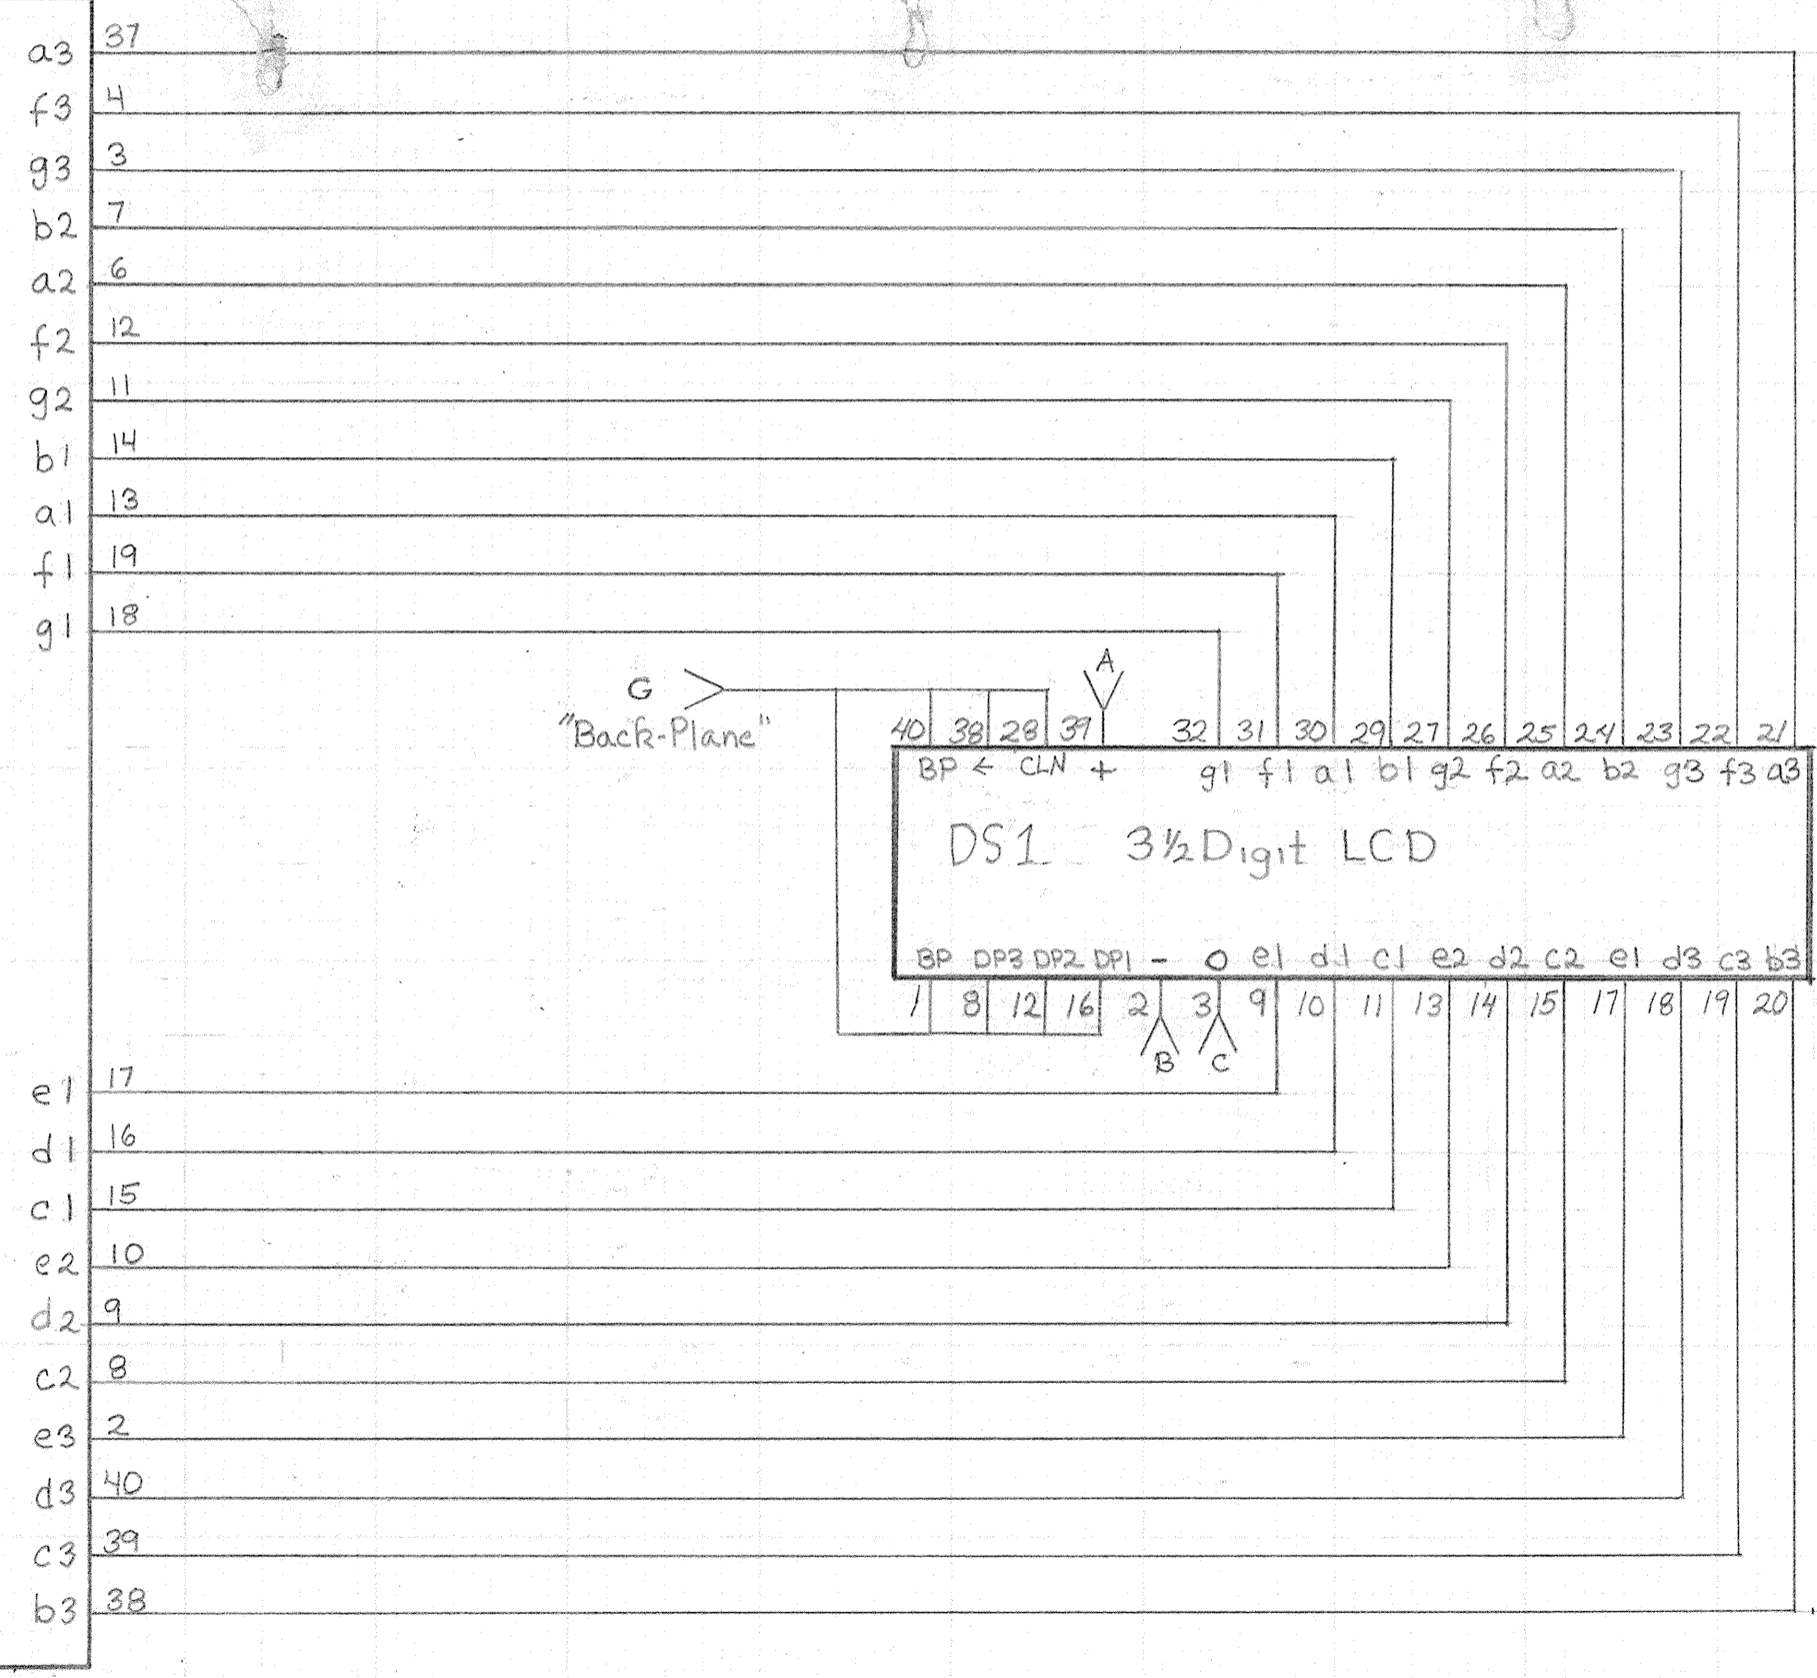 a3 37
f3 4
g3 3
b2 7
a2 6
f2 12
g2 11
b1 14
a1 13
f1 19
g1 18
A
G
"Back-Plane"
40 38 28 39 32 31 30 29 27 26 25 24 23 22 21
BP ← CLN + g1 f1 a1 b1 g2 f2 a2 b2 g3 f3 a3
DS1 3½ Digit LCD
BP DP3 DP2 DP1 - O e1 d1 c1 e2 d2 c2 e1 d3 c3 b3
1 8 12 16 2 3 9 10 11 13 14 15 17 18 19 20
B C
e1 17
d1 16
c1 15
e2 10
d2 9
c2 8
e3 2
d3 40
c3 39
b3 38